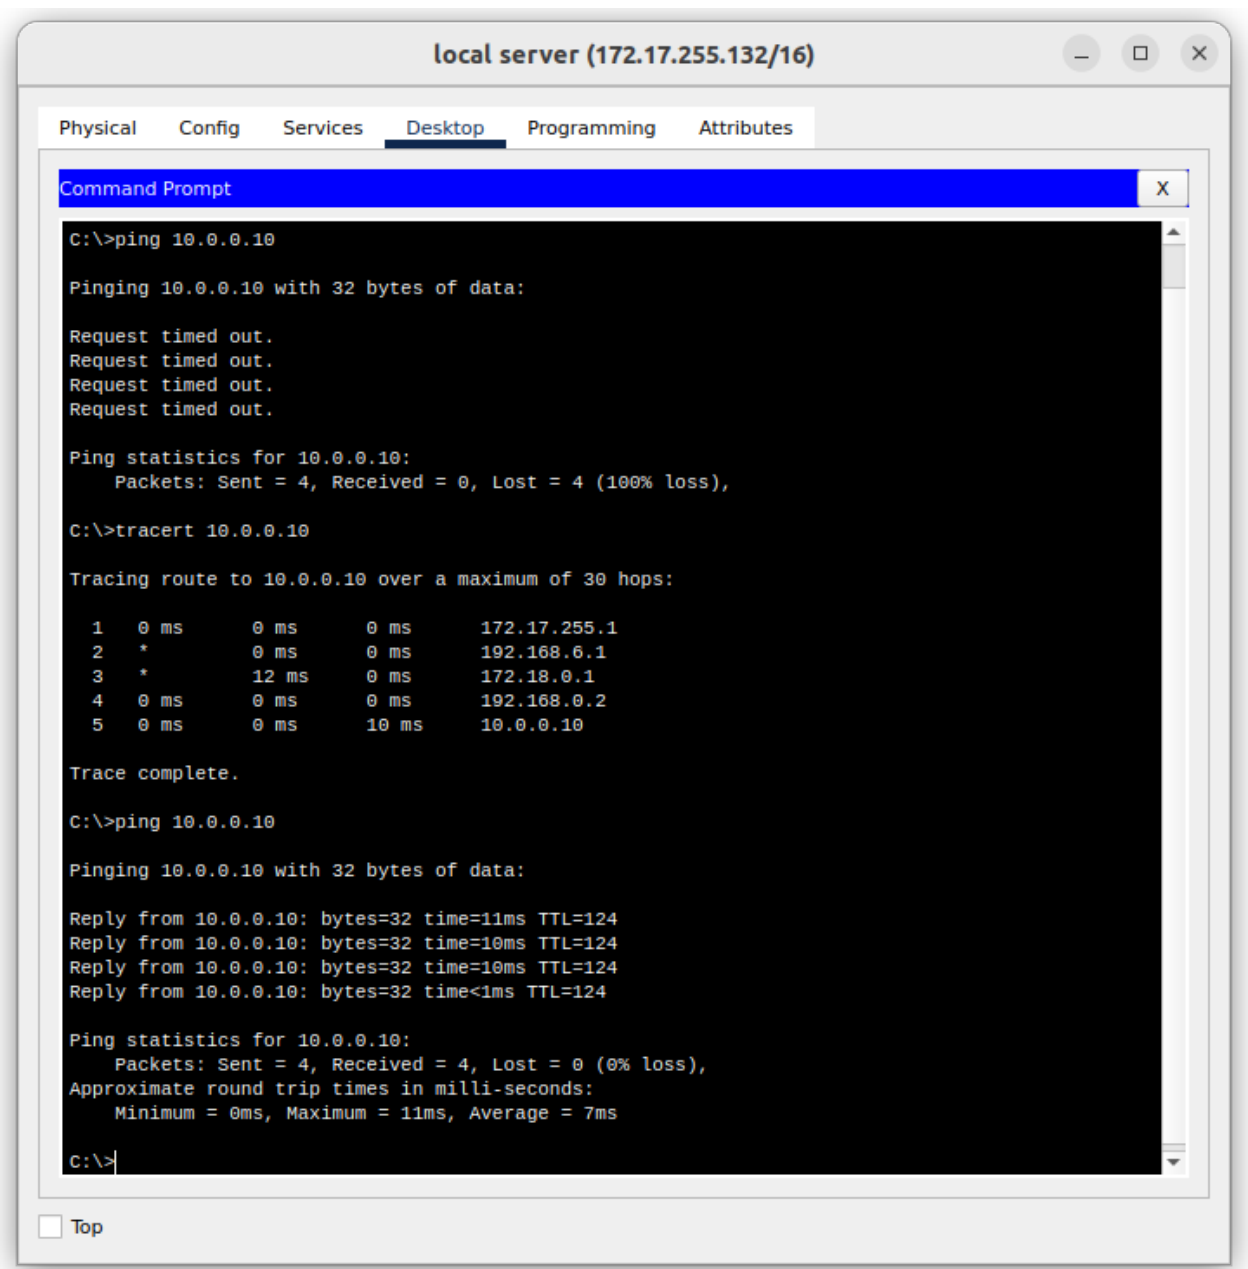 local server (172.17.255.132/16)
Physical Config Services Desktop Programming Attributes
Command Prompt X
C:\>ping 10.0.0.10
Pinging 10.0.0.10 with 32 bytes of data:
Request timed out.
Request timed out.
Request timed out.
Request timed out.
Ping statistics for 10.0.0.10:
    Packets: Sent = 4, Received = 0, Lost = 4 (100% loss),
C:\>tracert 10.0.0.10
Tracing route to 10.0.0.10 over a maximum of 30 hops:
  1   0 ms      0 ms      0 ms      172.17.255.1
  2   *         0 ms      0 ms      192.168.6.1
  3   *         12 ms     0 ms      172.18.0.1
  4   0 ms      0 ms      0 ms      192.168.0.2
  5   0 ms      0 ms      10 ms     10.0.0.10
Trace complete.
C:\>ping 10.0.0.10
Pinging 10.0.0.10 with 32 bytes of data:
Reply from 10.0.0.10: bytes=32 time=11ms TTL=124
Reply from 10.0.0.10: bytes=32 time=10ms TTL=124
Reply from 10.0.0.10: bytes=32 time=10ms TTL=124
Reply from 10.0.0.10: bytes=32 time<1ms TTL=124
Ping statistics for 10.0.0.10:
    Packets: Sent = 4, Received = 4, Lost = 0 (0% loss),
Approximate round trip times in milli-seconds:
    Minimum = 0ms, Maximum = 11ms, Average = 7ms
C:\>
Top